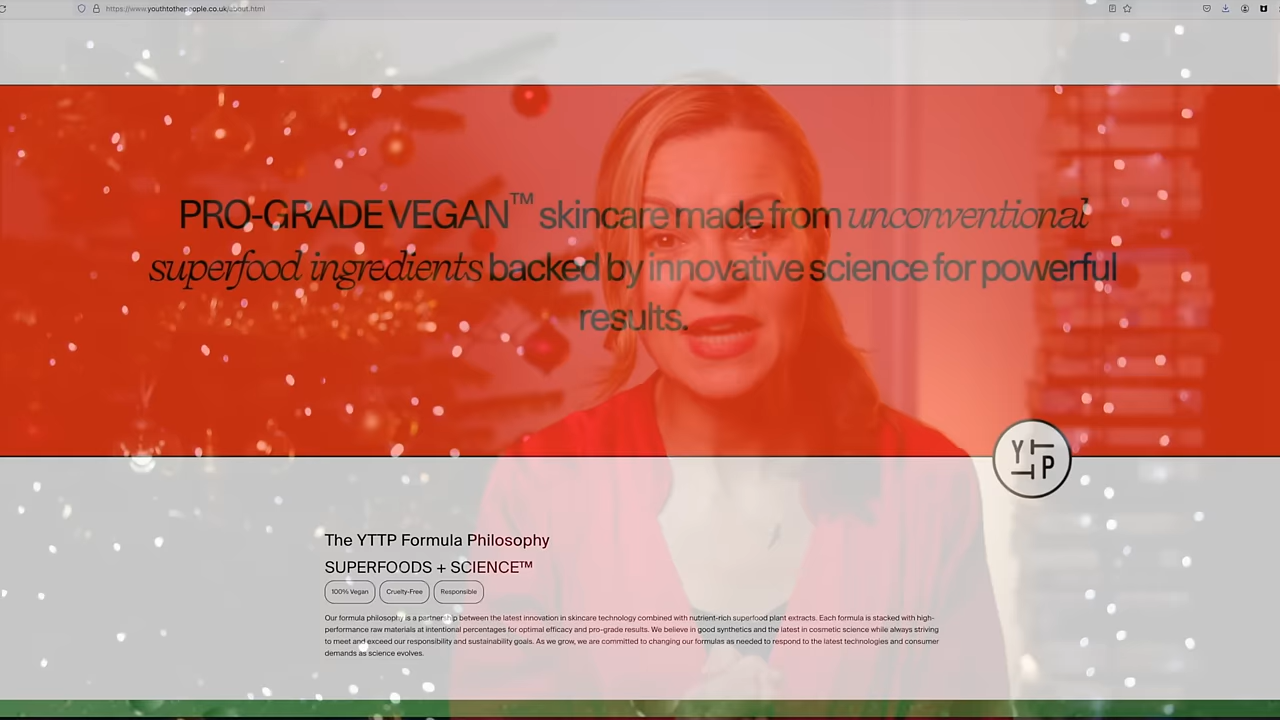 https://www.youthtothepeople.co.uk/about.html
PRO-GRADE VEGAN™ skincare made from unconventional
superfood ingredients backed by innovative science for powerful
results.
Y P
The YTTP Formula Philosophy
SUPERFOODS + SCIENCE™
100% Vegan Cruelty-Free Responsible
Our formula philosophy is a partnership between the latest innovation in skincare technology combined with nutrient-rich superfood plant extracts. Each formula is stacked with high-
performance raw materials at intentional percentages for optimal efficacy and pro-grade results. We believe in good synthetics and the latest in cosmetic science while always striving
to meet and exceed our responsibility and sustainability goals. As we grow, we are committed to changing our formulas as needed to respond to the latest technologies and consumer
demands as science evolves.